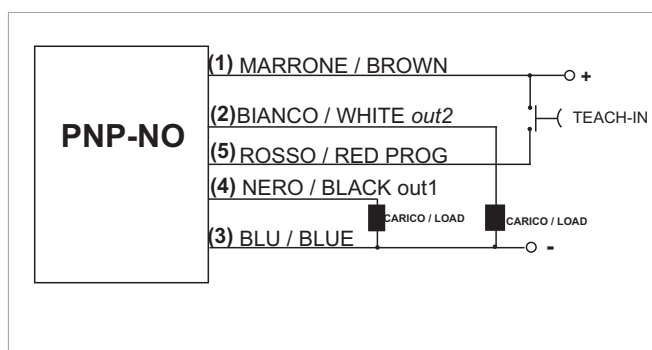 (1) MARRONE / BROWN
+
(2)BIANCO / WHITE out2
TEACH-IN
PNP-NO
(5) ROSSO / RED PROG
(4) NERO / BLACK out1
CARICO / LOAD
CARICO / LOAD
(3) BLU / BLUE
-